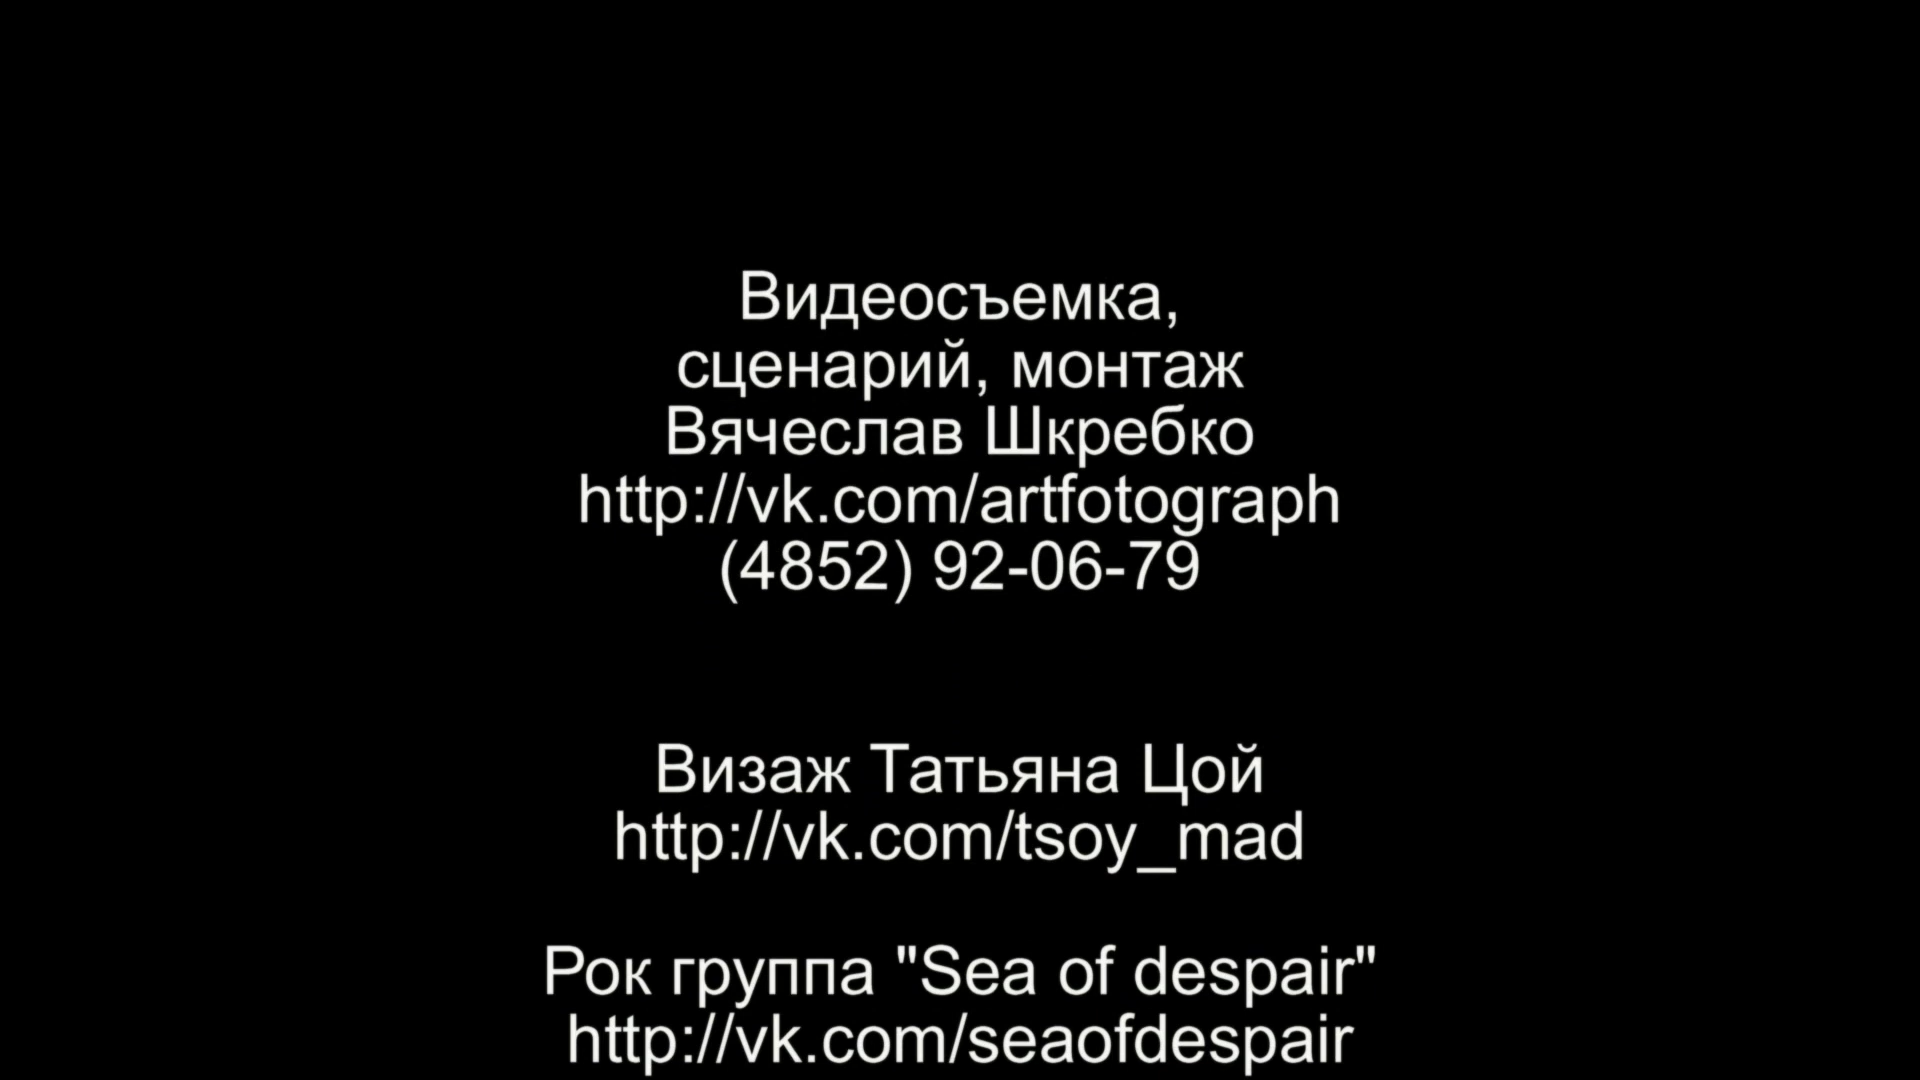 Видеосъемка,
сценарий, монтаж
Вячеслав Шкребко
http://vk.com/artfotograph
(4852) 92-06-79
Визаж Татьяна Цой
http://vk.com/tsoy_mad
Рок группа "Sea of despair"
http://vk.com/seaofdespair